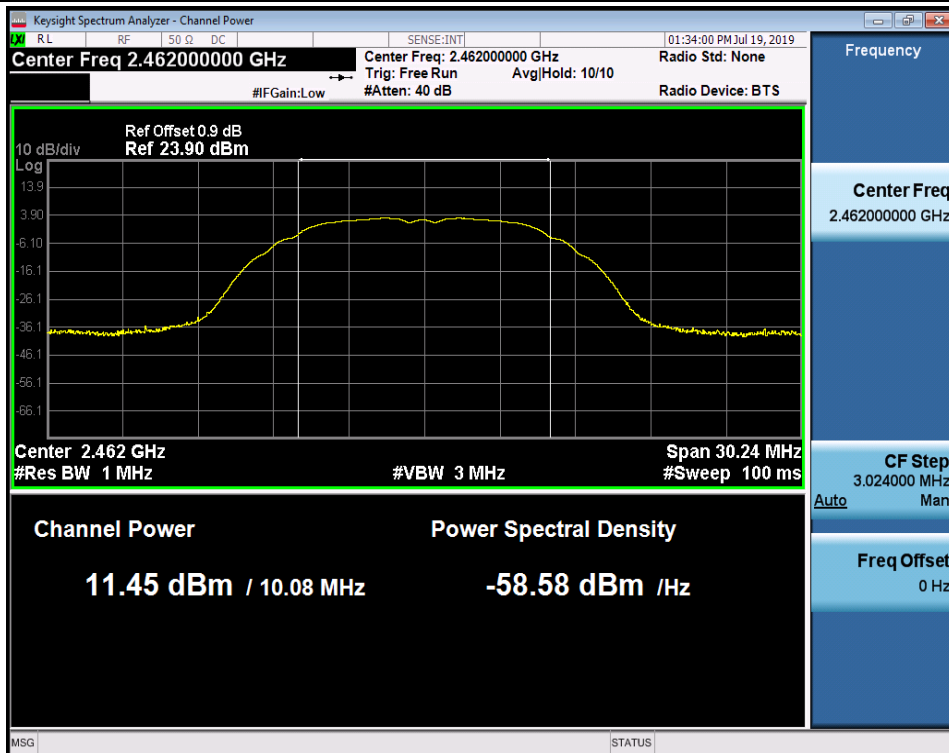 Keysight Spectrum Analyzer - Channel Power
LXI RL RF 50 Ω DC SENSE:INT 01:34:00 PM Jul 19, 2019
Center Freq 2.462000000 GHz
Center Freq: 2.462000000 GHz
Radio Std: None
Trig: Free Run Avg|Hold: 10/10
#IFGain:Low
#Atten: 40 dB
Radio Device: BTS
Ref Offset 0.9 dB
10 dB/div Ref 23.90 dBm
Log
13.9
3.90
-6.10
-16.1
-26.1
-36.1
-46.1
-56.1
-66.1
Center 2.462 GHz Span 30.24 MHz
#Res BW 1 MHz #VBW 3 MHz #Sweep 100 ms
Channel Power Power Spectral Density
11.45 dBm / 10.08 MHz -58.58 dBm /Hz
MSG STATUS
Frequency
Center Freq
2.462000000 GHz
CF Step
3.024000 MHz
Auto Man
Freq Offset
0 Hz